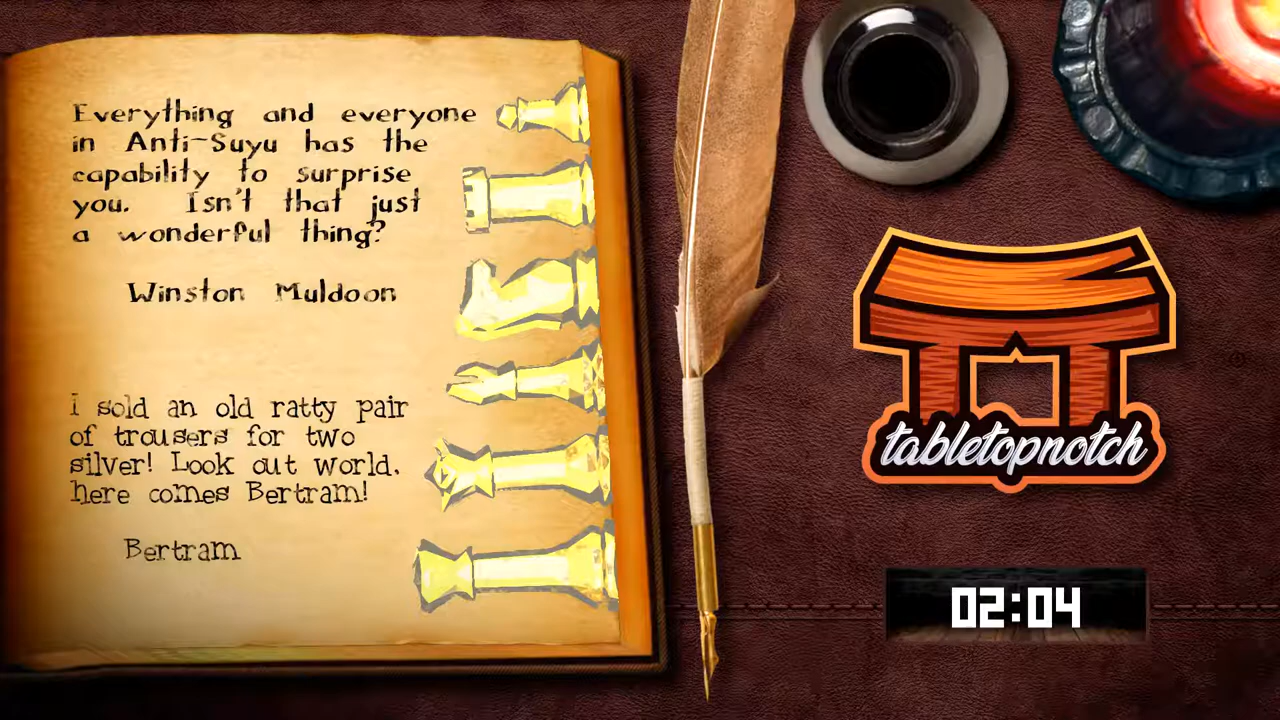 Everything and everyone
in Anti-Suyu has the
capability to surprise
you. Isn't that just
a wonderful thing?
Winston Muldoon
I sold an old ratty pair
of trousers for two
silver! Look out world,
here comes Bertram!
Bertram
tabletopnotch
02:04